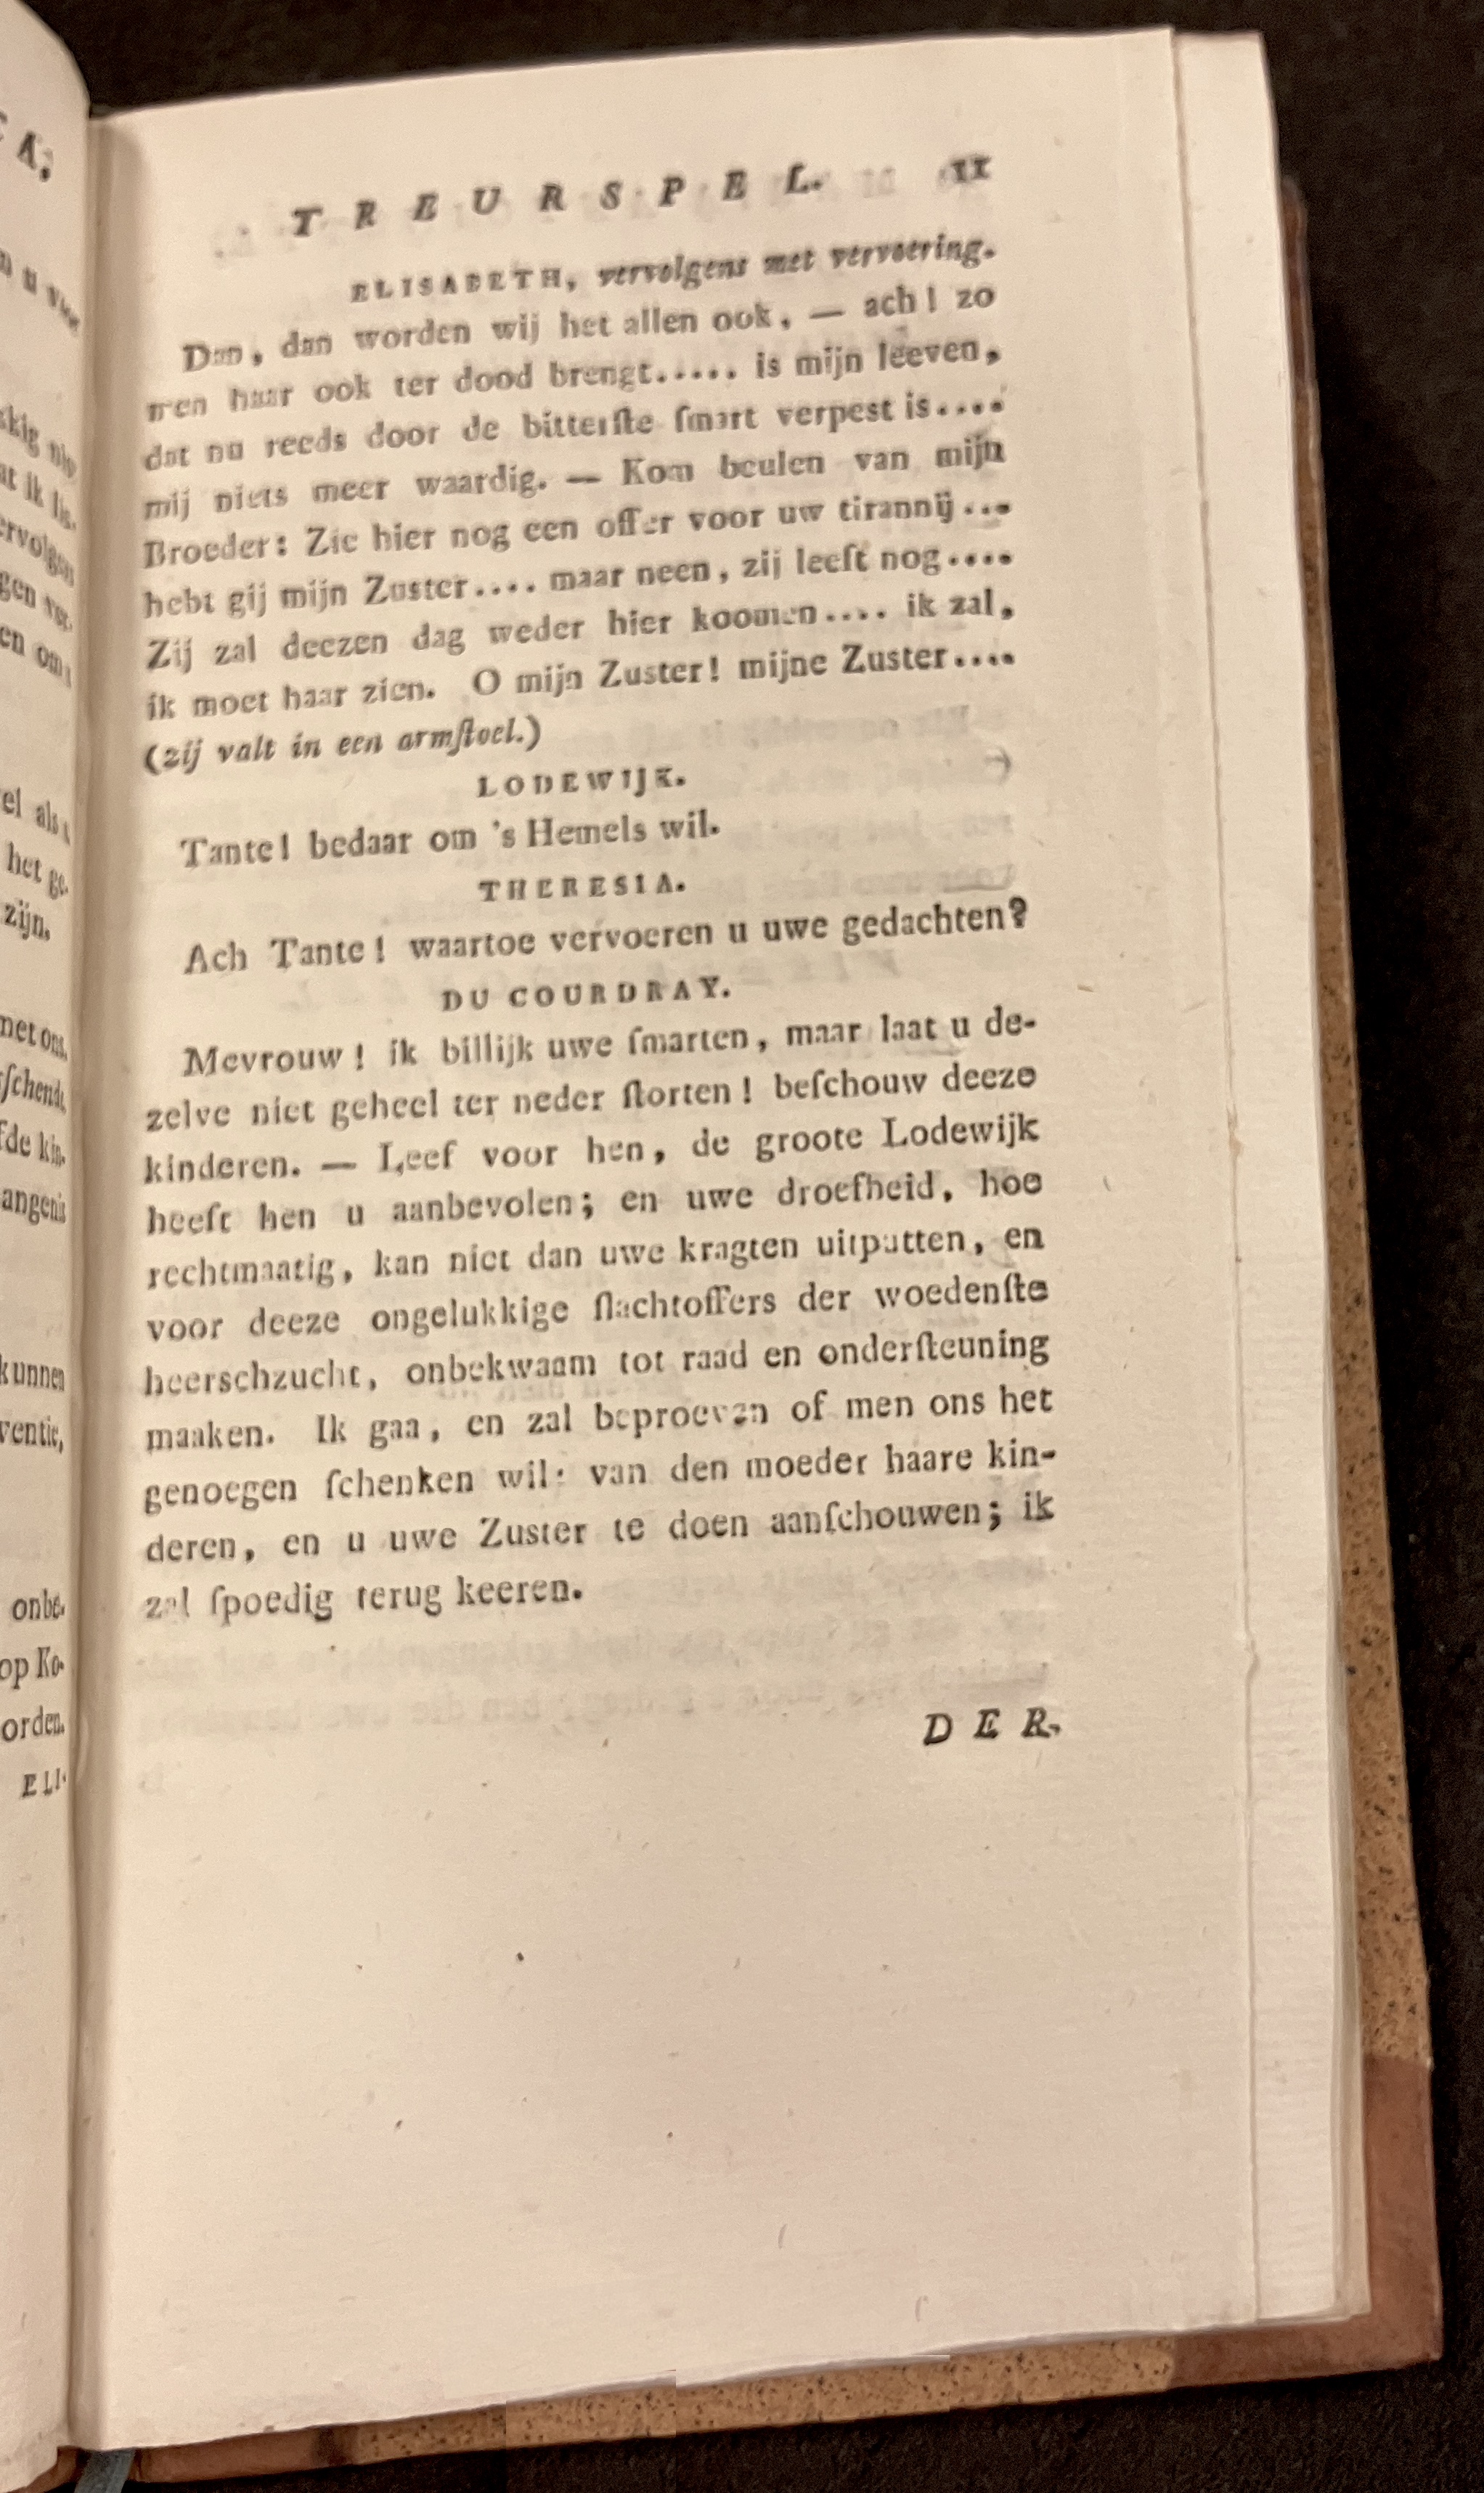 TREURSPEL. 11
ELISABETH, vervolgens met vervoering.
Dan, dan worden wij het allen ook, — ach! zo
men haar ook ter dood brengt..... is mijn leeven,
dat nu reeds door de bitterſte ſmart verpest is....
mij niets meer waardig. — Kom beulen van mijn
Broeder: Zie hier nog een offer voor uw tirannij...
hebt gij mijn Zuster.... maar neen, zij leeft nog....
Zij zal deezen dag weder hier koomen.... ik zal,
ik moet haar zien. O mijn Zuster! mijne Zuster....
(zij valt in een armſtoel.)
LODEWIJK.
Tante! bedaar om 's Hemels wil.
THERESIA.
Ach Tante! waartoe vervoeren u uwe gedachten?
DU COURDRAY.
Mevrouw! ik billijk uwe ſmarten, maar laat u de-
zelve niet geheel ter neder ſtorten! beſchouw deeze
kinderen. — Leef voor hen, de groote Lodewijk
heeft hen u aanbevolen; en uwe droefheid, hoe
rechtmaatig, kan niet dan uwe kragten uitputten, en
voor deeze ongelukkige ſlachtoffers der woedenſte
heerschzucht, onbekwaam tot raad en onderſteuning
maaken. Ik gaa, en zal beproeven of men ons het
genoegen ſchenken wil: van den moeder haare kin-
deren, en u uwe Zuster te doen aanſchouwen; ik
zal ſpoedig terug keeren.
DER.